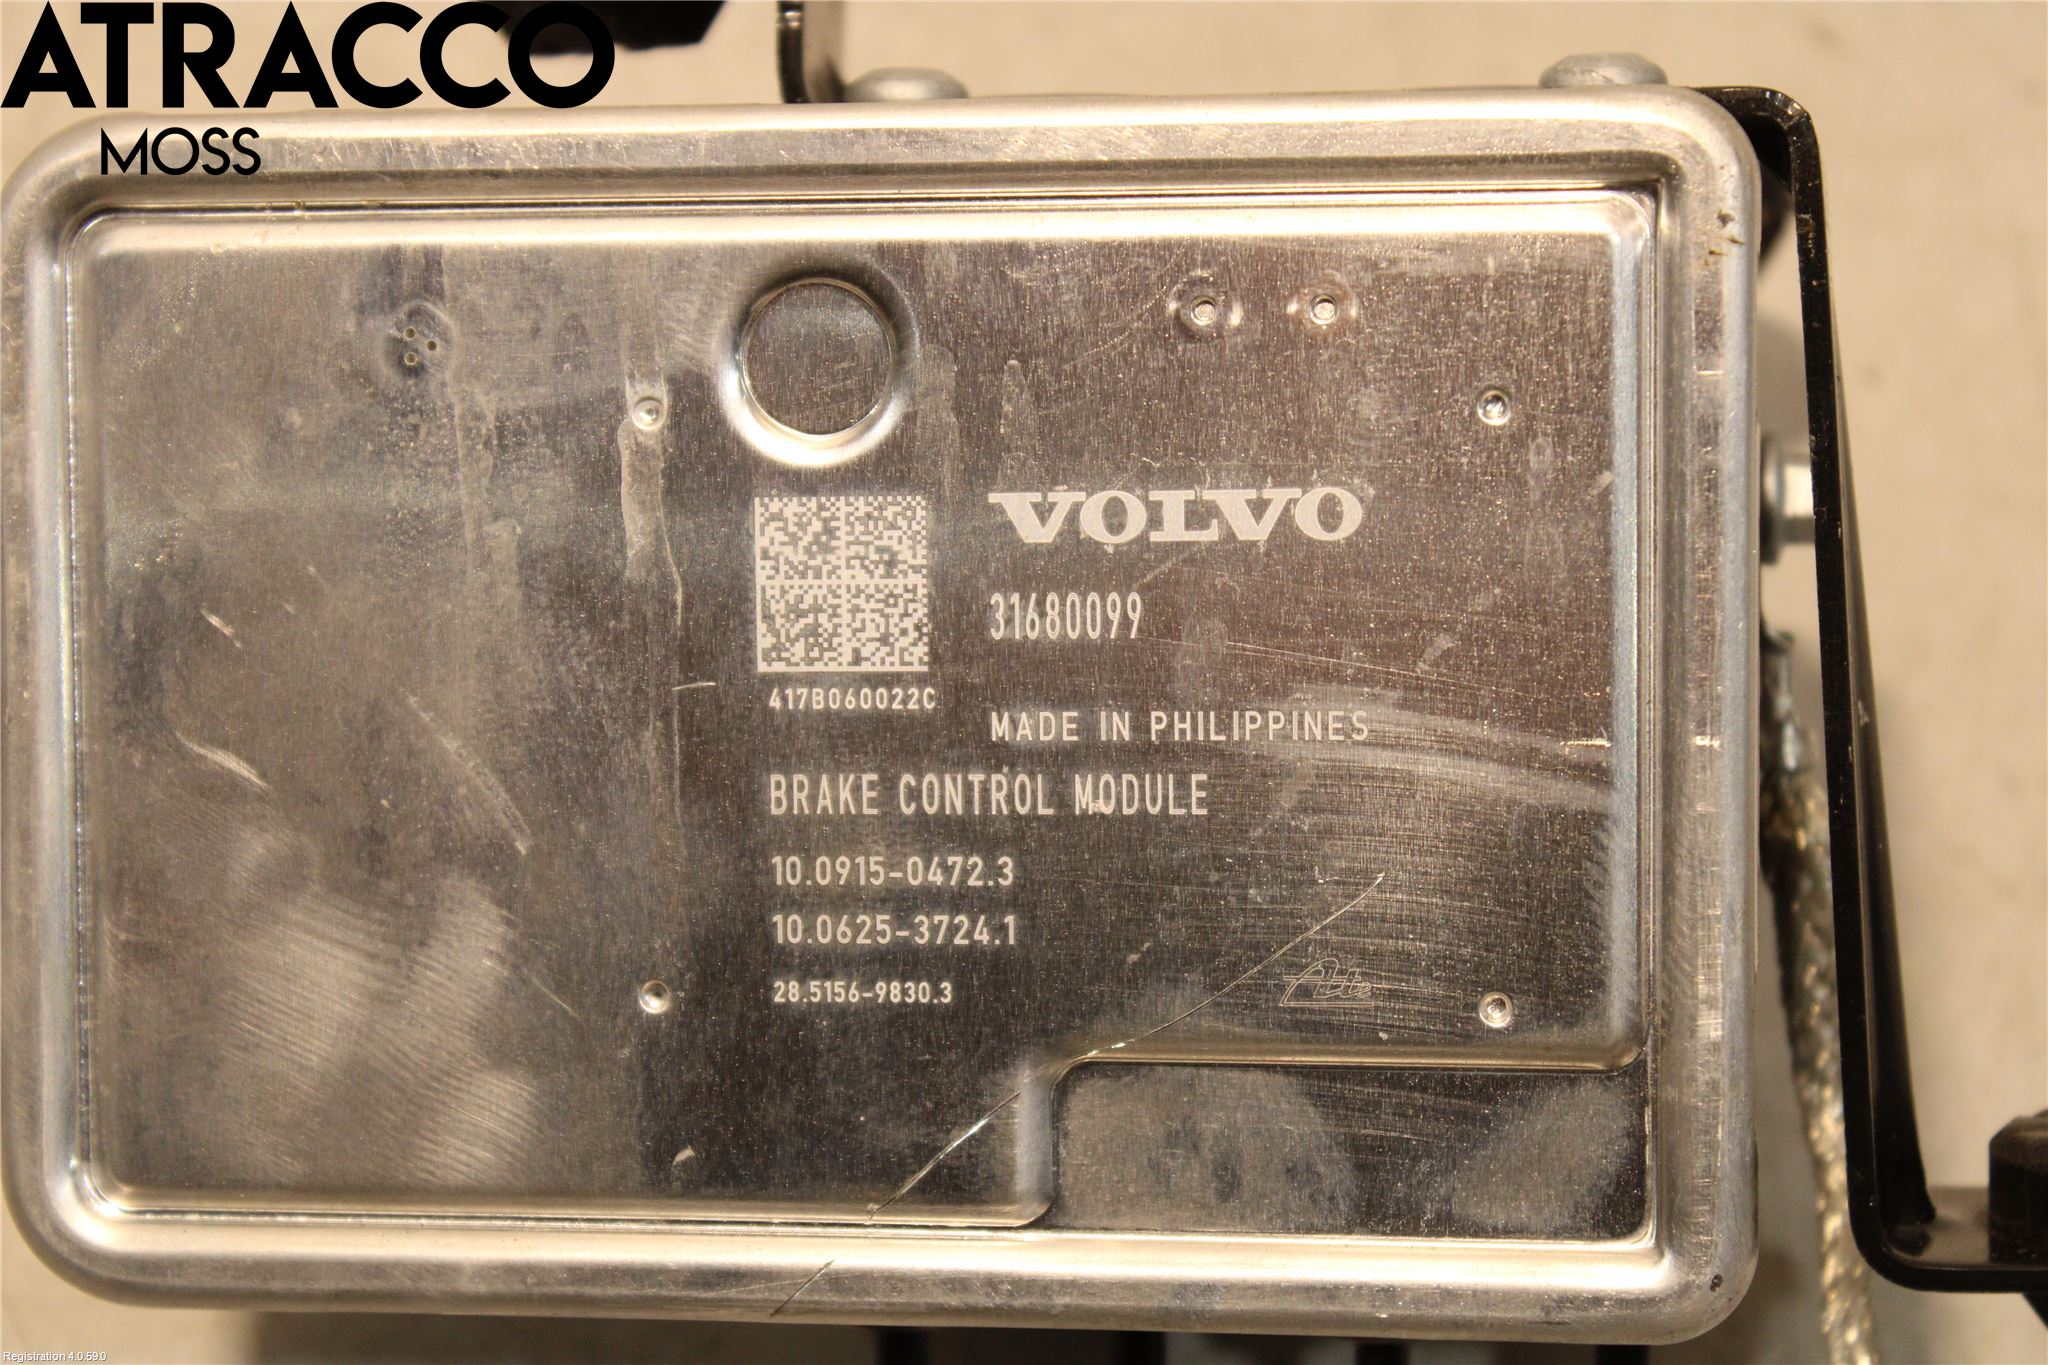 ATRACCO
MOSS
VOLVO
31680099
417B060022C
MADE IN PHILIPPINES
BRAKE CONTROL MODULE
10.0915-0472.3
10.0625-3724.1
28.5156-9830.3
Ate
Registration 4.0.59.0